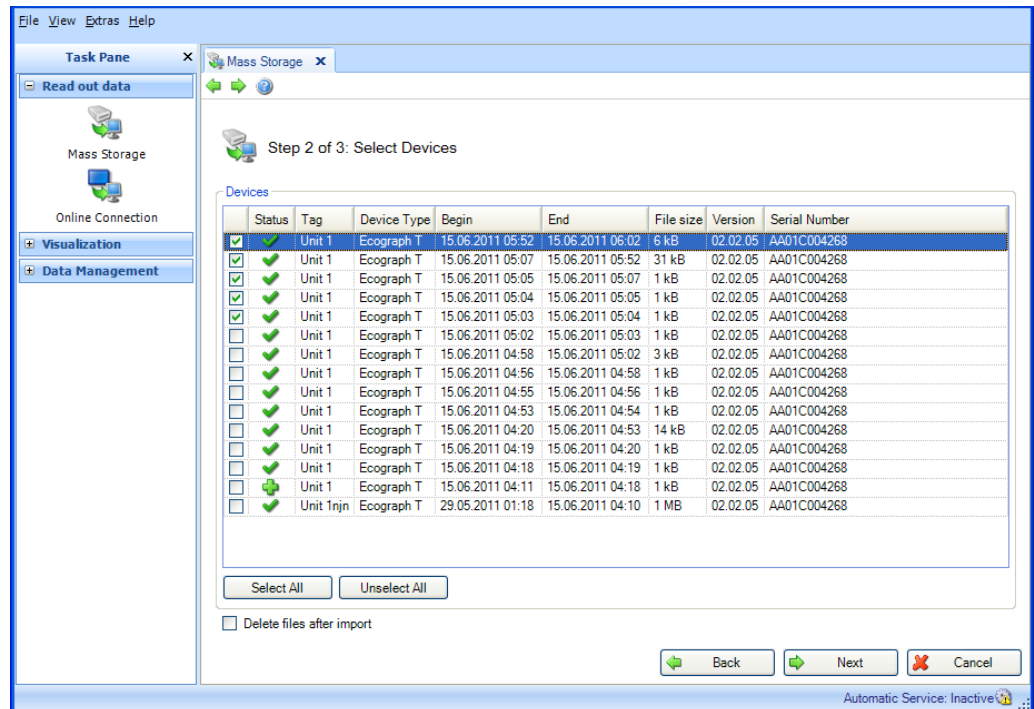 File View Extras Help
Task Pane
Mass Storage
Read out data
Mass Storage
Online Connection
Visualization
Data Management
Step 2 of 3: Select Devices
Devices
Status Tag Device Type Begin End File size Version Serial Number
Unit 1 Ecograph T 15.06.2011 05:52 15.06.2011 06:02 6 kB 02.02.05 AA01C004268
Unit 1 Ecograph T 15.06.2011 05:07 15.06.2011 05:52 31 kB 02.02.05 AA01C004268
Unit 1 Ecograph T 15.06.2011 05:05 15.06.2011 05:07 1 kB 02.02.05 AA01C004268
Unit 1 Ecograph T 15.06.2011 05:04 15.06.2011 05:05 1 kB 02.02.05 AA01C004268
Unit 1 Ecograph T 15.06.2011 05:03 15.06.2011 05:04 1 kB 02.02.05 AA01C004268
Unit 1 Ecograph T 15.06.2011 05:02 15.06.2011 05:03 1 kB 02.02.05 AA01C004268
Unit 1 Ecograph T 15.06.2011 04:58 15.06.2011 05:02 3 kB 02.02.05 AA01C004268
Unit 1 Ecograph T 15.06.2011 04:56 15.06.2011 04:58 1 kB 02.02.05 AA01C004268
Unit 1 Ecograph T 15.06.2011 04:55 15.06.2011 04:56 1 kB 02.02.05 AA01C004268
Unit 1 Ecograph T 15.06.2011 04:53 15.06.2011 04:54 1 kB 02.02.05 AA01C004268
Unit 1 Ecograph T 15.06.2011 04:20 15.06.2011 04:53 14 kB 02.02.05 AA01C004268
Unit 1 Ecograph T 15.06.2011 04:19 15.06.2011 04:20 1 kB 02.02.05 AA01C004268
Unit 1 Ecograph T 15.06.2011 04:18 15.06.2011 04:19 1 kB 02.02.05 AA01C004268
Unit 1 Ecograph T 15.06.2011 04:11 15.06.2011 04:18 1 kB 02.02.05 AA01C004268
Unit 1njn Ecograph T 29.05.2011 01:18 15.06.2011 04:10 1 MB 02.02.05 AA01C004268
Select All Unselect All
Delete files after import
Back Next Cancel
Automatic Service: Inactive